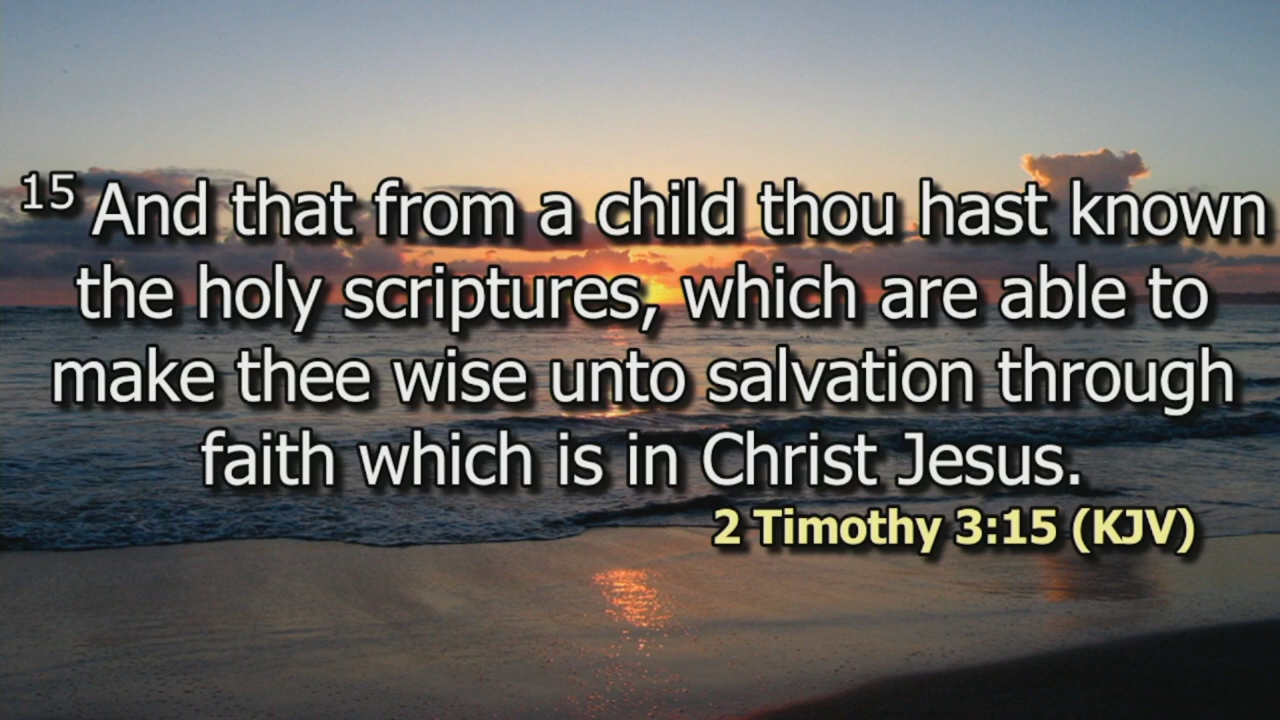 15 And that from a child thou hast known
the holy scriptures, which are able to
make thee wise unto salvation through
faith which is in Christ Jesus.
2 Timothy 3:15 (KJV)